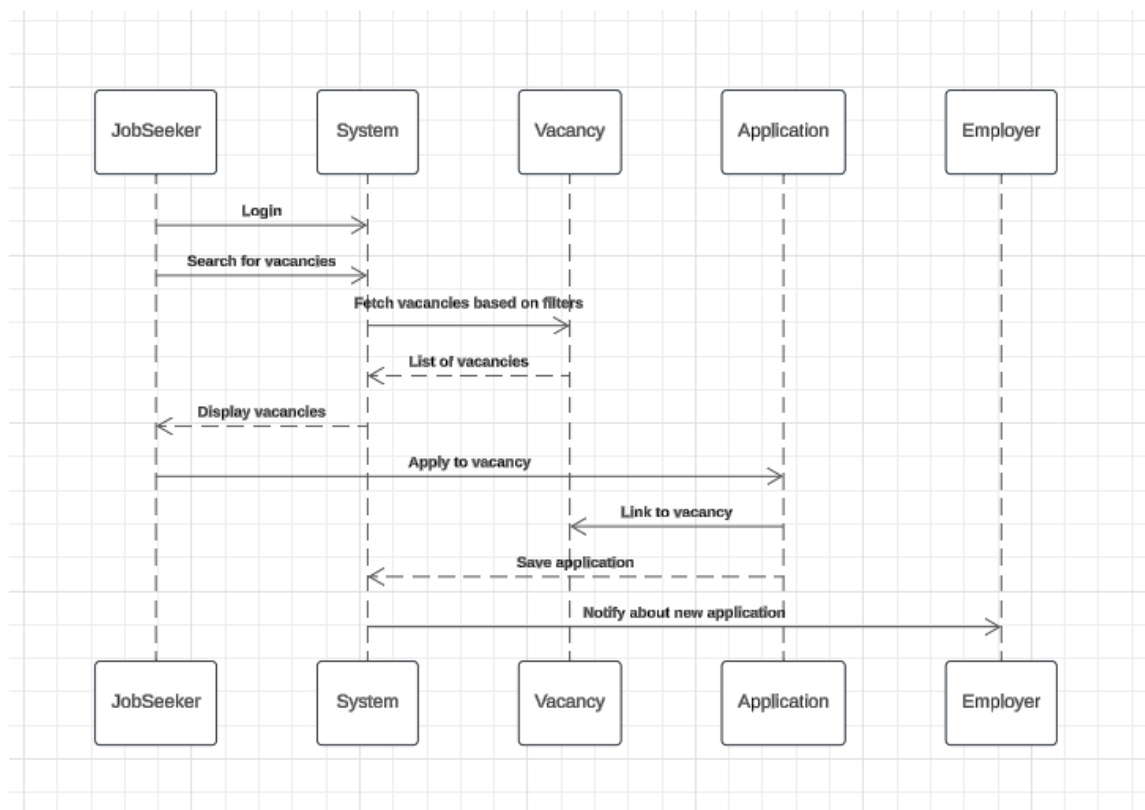 JobSeeker
System
Vacancy
Application
Employer
Login
Search for vacancies
Fetch vacancies based on filters
List of vacancies
Display vacancies
Apply to vacancy
Link to vacancy
Save application
Notify about new application
JobSeeker
System
Vacancy
Application
Employer